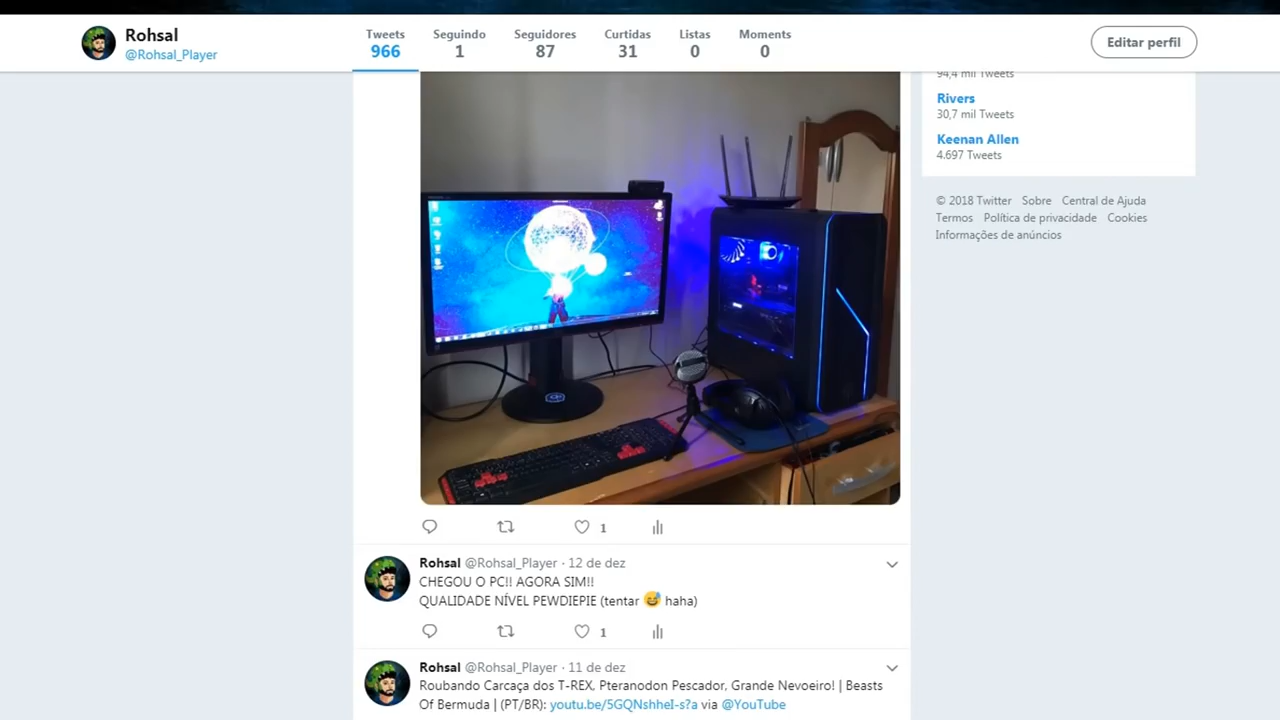 Rohsal
@Rohsal_Player
Tweets Seguindo Seguidores Curtidas Listas Moments
966 1 87 31 0 0
Editar perfil
94,4 mil Tweets
Rivers
30,7 mil Tweets
Keenan Allen
4.697 Tweets
© 2018 Twitter Sobre Central de Ajuda
Termos Política de privacidade Cookies
Informações de anúncios
1
Rohsal @Rohsal_Player · 12 de dez
CHEGOU O PC!! AGORA SIM!!
QUALIDADE NÍVEL PEWDIEPIE (tentar 😅 haha)
1
Rohsal @Rohsal_Player · 11 de dez
Roubando Carcaça dos T-REX, Pteranodon Pescador, Grande Nevoeiro! | Beasts
Of Bermuda | (PT/BR): youtu.be/5GQNshheI-s?a via @YouTube